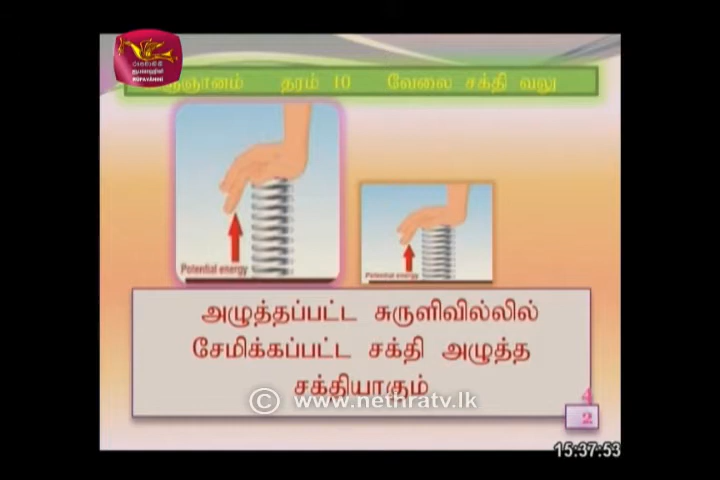 RUPAVAHINI
தரம் 10 வேலை சக்தி வலு
Potential energy
Potential energy
அழுத்தப்பட்ட சுருளிவில்லில்
சேமிக்கப்பட்ட சக்தி அழுத்த
சக்தியாகும்
© www.nethratv.lk
4
2
15:37:53